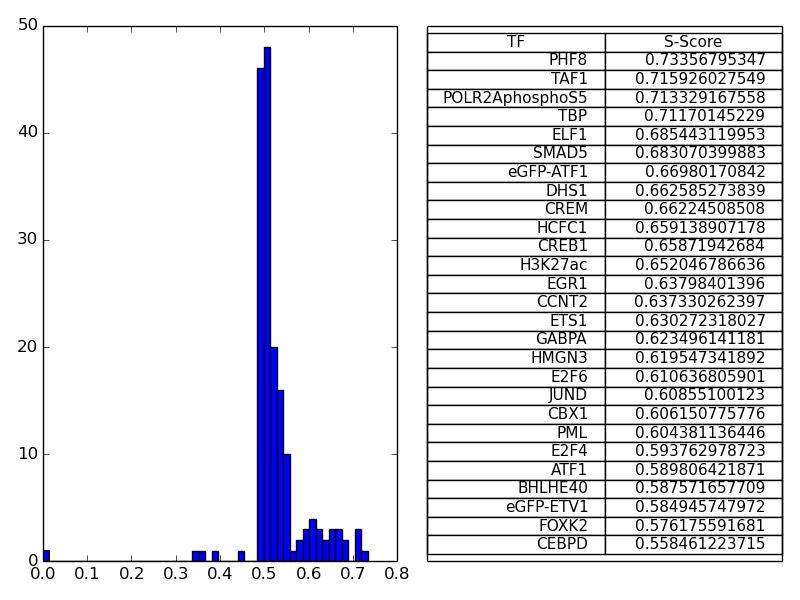 50
40
30
20
10
0
0.0 0.1 0.2 0.3 0.4 0.5 0.6 0.7 0.8
TF S-Score
PHF8 0.73356795347
TAF1 0.715926027549
POLR2AphosphoS5 0.713329167558
TBP 0.71170145229
ELF1 0.685443119953
SMAD5 0.683070399883
eGFP-ATF1 0.66980170842
DHS1 0.662585273839
CREM 0.66224508508
HCFC1 0.659138907178
CREB1 0.65871942684
H3K27ac 0.652046786636
EGR1 0.63798401396
CCNT2 0.637330262397
ETS1 0.630272318027
GABPA 0.623496141181
HMGN3 0.619547341892
E2F6 0.610636805901
JUND 0.60855100123
CBX1 0.606150775776
PML 0.604381136446
E2F4 0.593762978723
ATF1 0.589806421871
BHLHE40 0.587571657709
eGFP-ETV1 0.584945747972
FOXK2 0.576175591681
CEBPD 0.558461223715